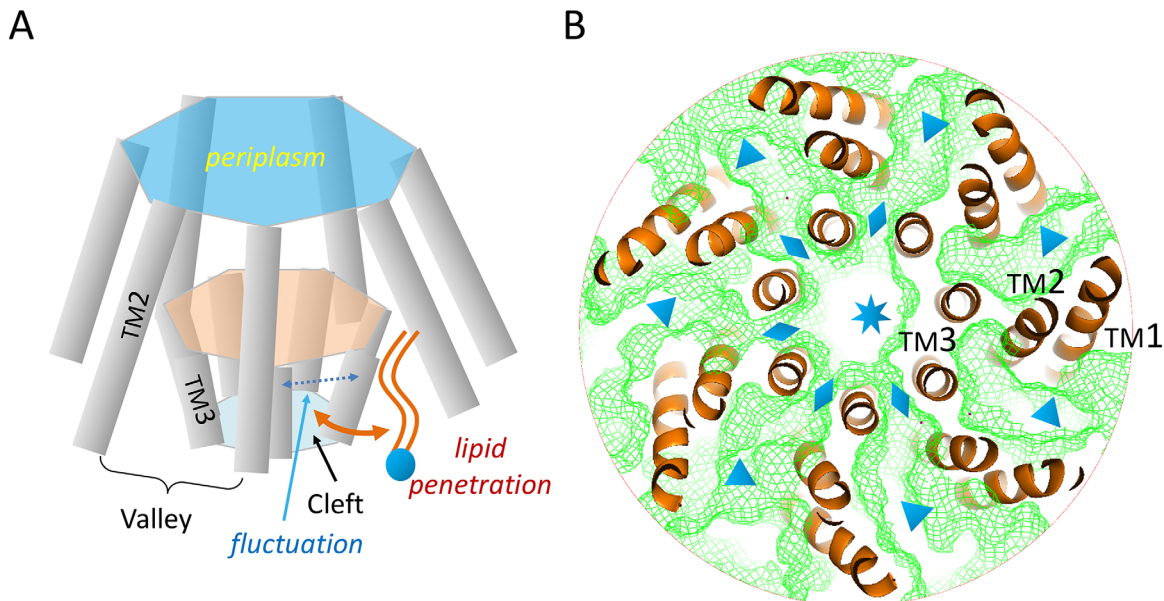 A
periplasm
TM2
TM3
Valley
Cleft
fluctuation
lipid
penetration
B
TM2
TM1
TM3